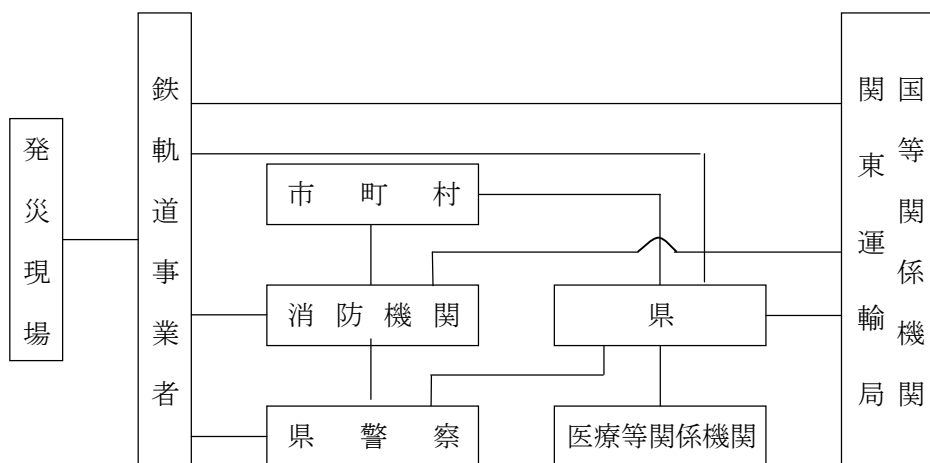 発災現場
鉄軌道事業者
市町村
消防機関
県警察
県
医療等関係機関
国等関係機関
関東運輸局